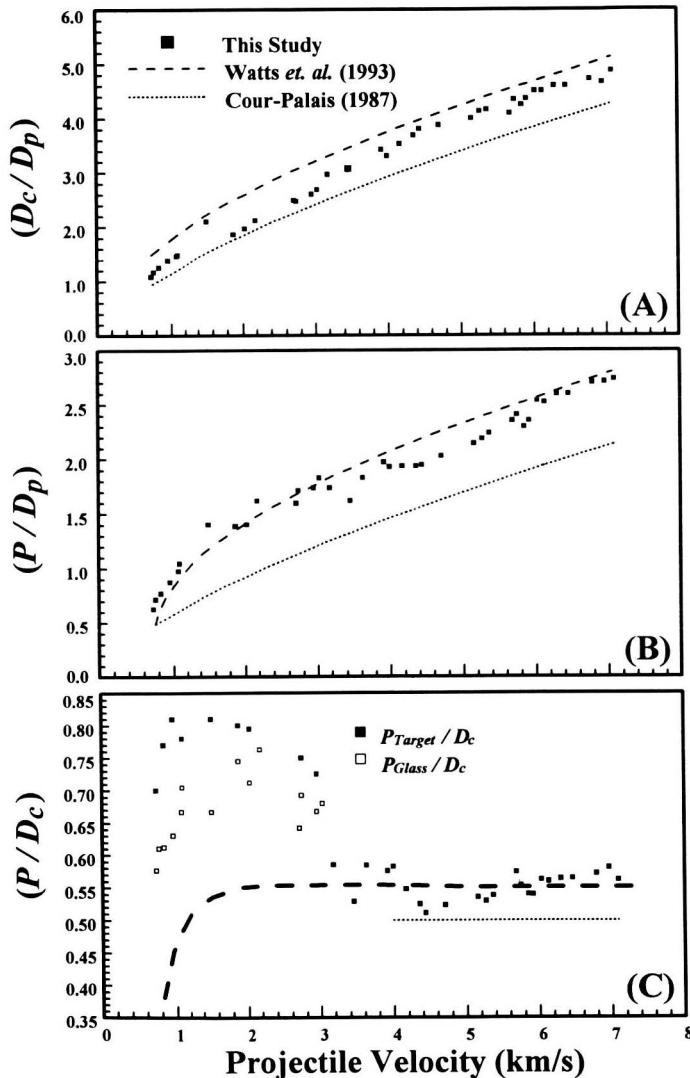 6.0
This Study
Watts et. al. (1993)
5.0
Cour-Palais (1987)
4.0
(Dc/Dp)
3.0
2.0
1.0
(A)
0.0
3.0
2.5
2.0
(P/Dp)
1.5
1.0
0.5
(B)
0.0
0.85
0.80
PTarget / Dc
0.75
PGlass / Dc
0.70
(P/Dc)
0.65
0.60
0.55
0.50
0.45
0.40
(C)
0.35
0 1 2 3 4 5 6 7 8
Projectile Velocity (km/s)